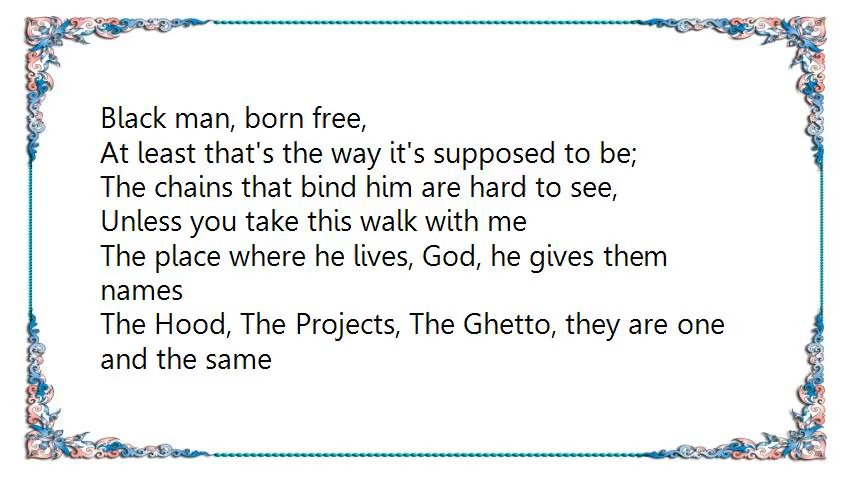 Black man, born free,
At least that's the way it's supposed to be;
The chains that bind him are hard to see,
Unless you take this walk with me
The place where he lives, God, he gives them
names
The Hood, The Projects, The Ghetto, they are one
and the same